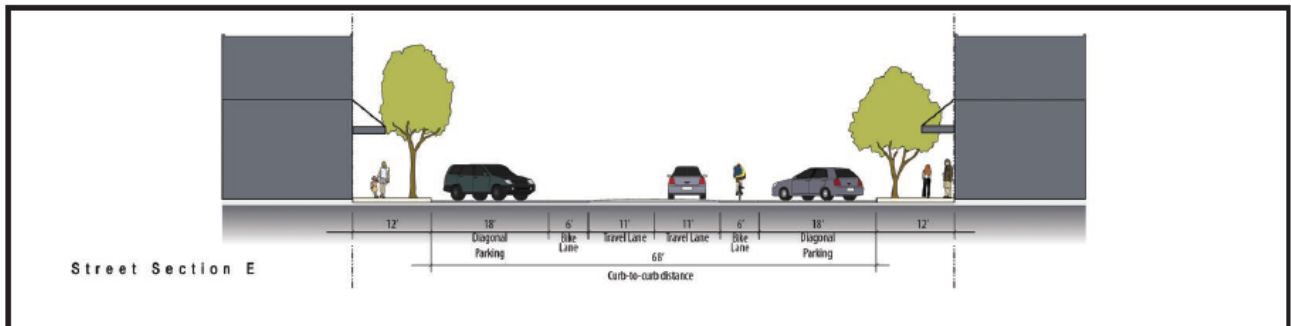 12' 18' 6' 11' 11' 6' 18' 12'
Diagonal Bike Travel Lane Travel Lane Bike Diagonal
Parking Lane Lane Parking
68'
Street Section E
Curb-to-curb distance